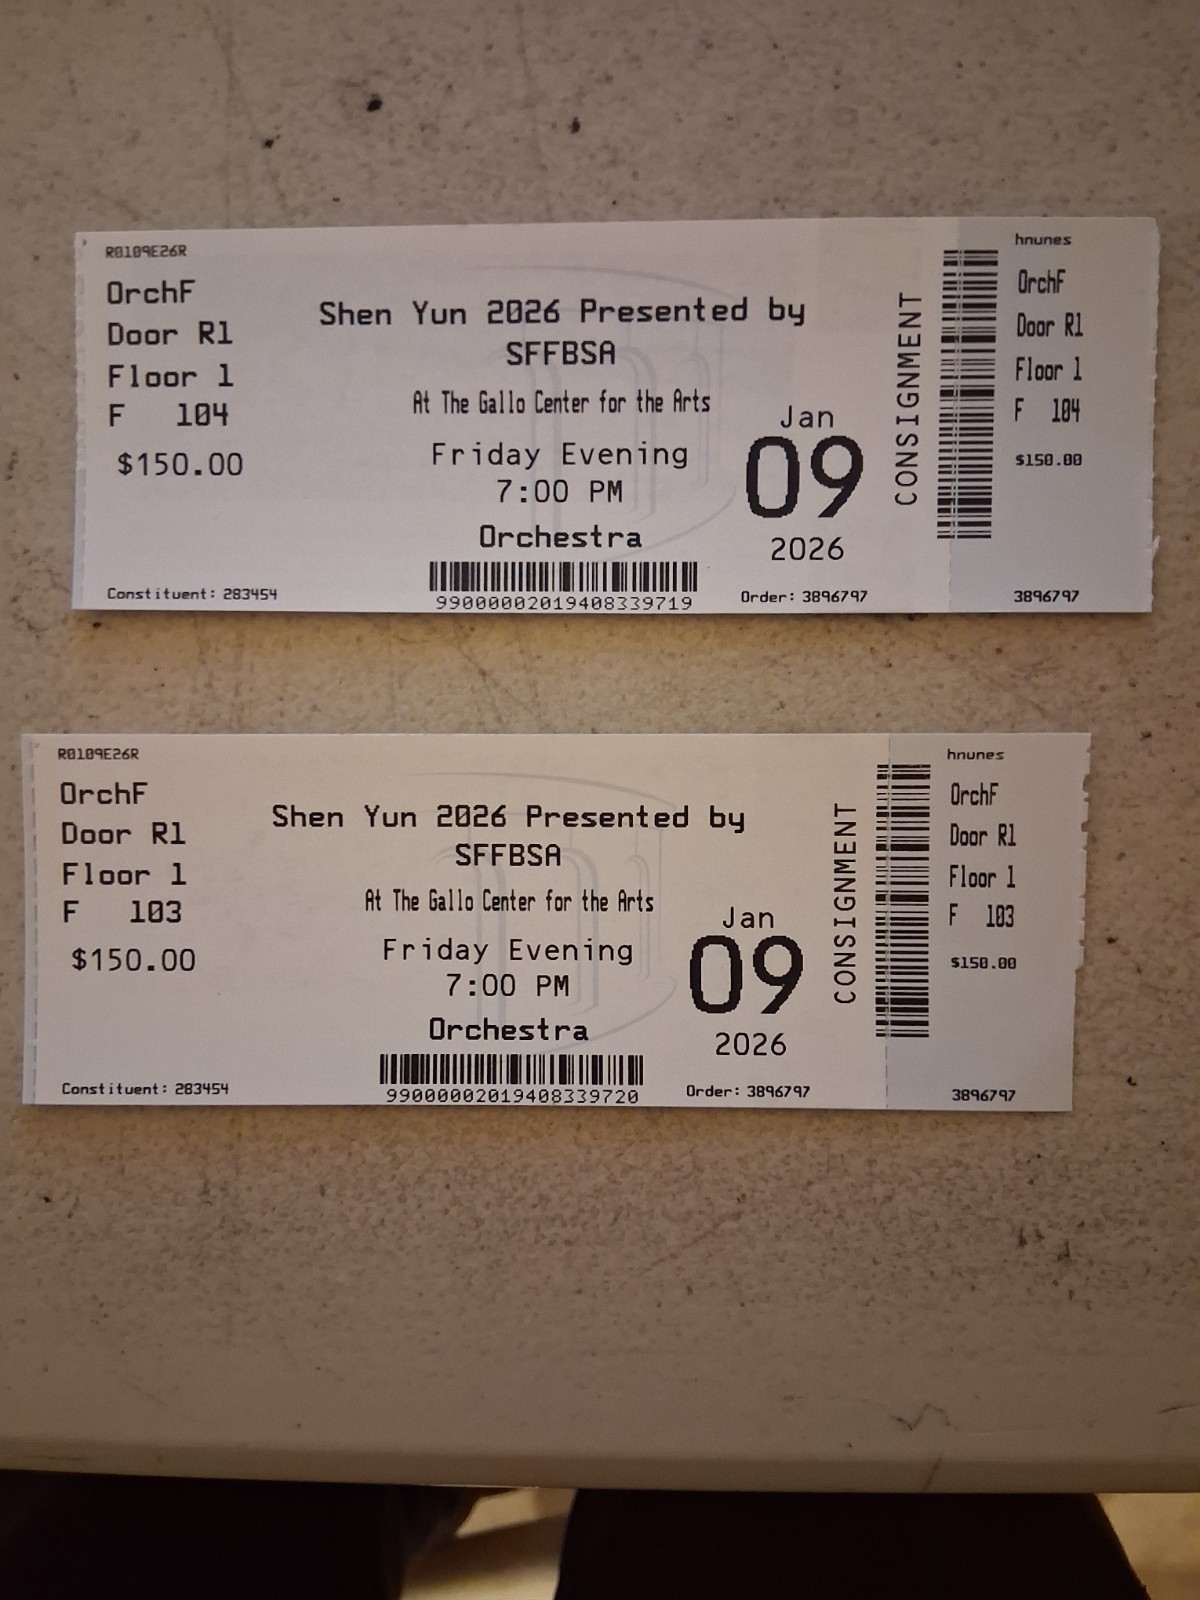 R0109E26R
OrchF
Door R1
Floor 1
F 104
$150.00
Constituent: 283454
Shen Yun 2026 Presented by
SFFBSA
At The Gallo Center for the Arts
Friday Evening
7:00 PM
Orchestra
99000002019408339719
Jan
09
2026
Order: 3896797
CONSIGNMENT
hnunes
OrchF
Door R1
Floor 1
F 104
$150.00
3896797
R0109E26R
OrchF
Door R1
Floor 1
F 103
$150.00
Constituent: 283454
Shen Yun 2026 Presented by
SFFBSA
At The Gallo Center for the Arts
Friday Evening
7:00 PM
Orchestra
99000002019408339720
Jan
09
2026
Order: 3896797
CONSIGNMENT
hnunes
OrchF
Door R1
Floor 1
F 103
$150.00
3896797